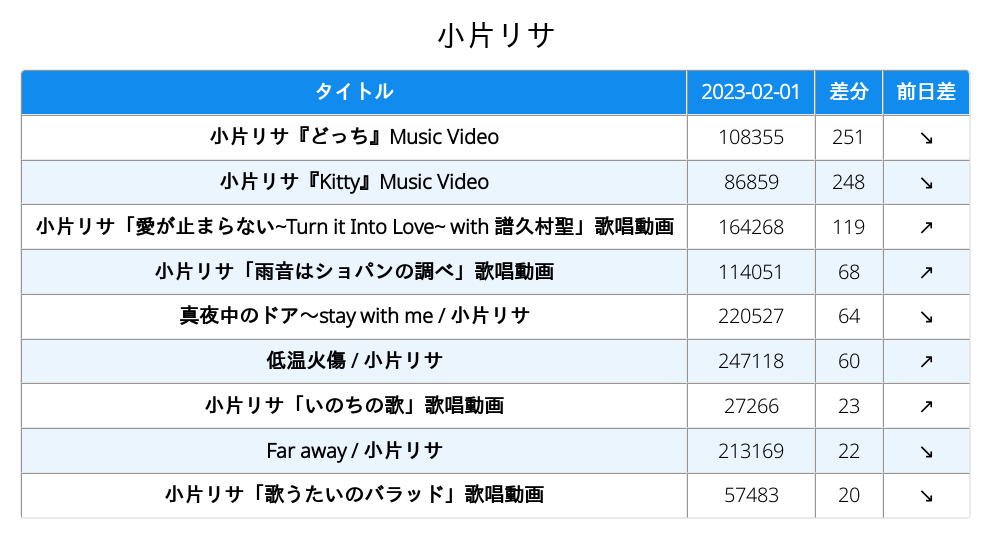 小片リサ
タイトル 2023-02-01 差分 前日差
小片リサ『どっち』Music Video 108355 251 ↘
小片リサ『Kitty』Music Video 86859 248 ↘
小片リサ「愛が止まらない~Turn it Into Love~ with 譜久村聖」歌唱動画 164268 119 ↗
小片リサ「雨音はショパンの調べ」歌唱動画 114051 68 ↗
真夜中のドア〜stay with me / 小片リサ 220527 64 ↘
低温火傷 / 小片リサ 247118 60 ↗
小片リサ「いのちの歌」歌唱動画 27266 23 ↗
Far away / 小片リサ 213169 22 ↘
小片リサ「歌うたいのバラッド」歌唱動画 57483 20 ↘